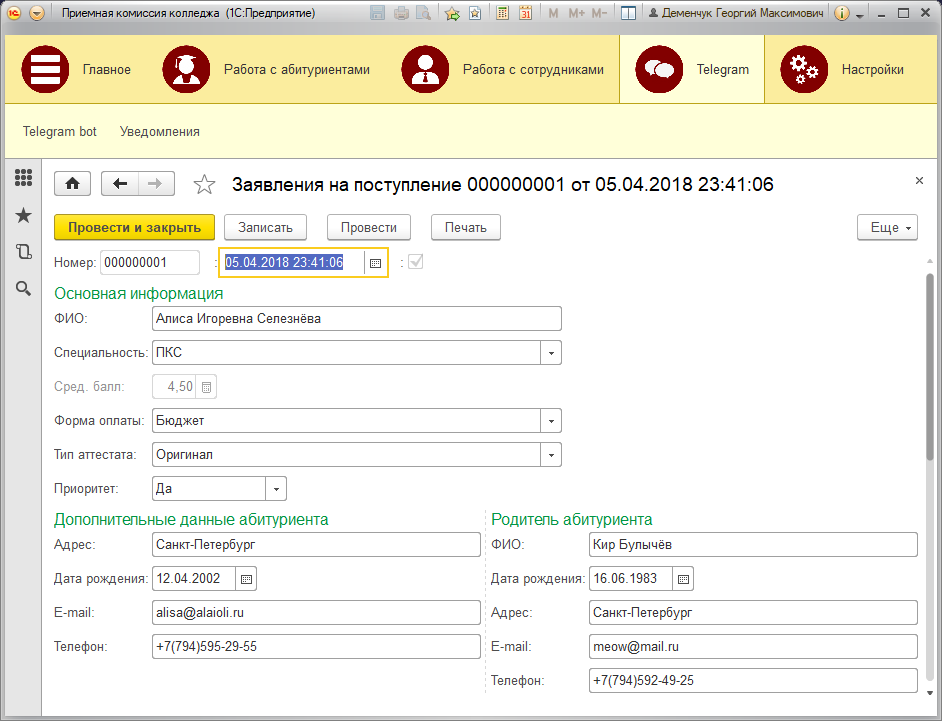 Приемная комиссия колледжа (1С:Предприятие)
M M+ M- Деменчук Георгий Максимович
Главное Работа с абитуриентами Работа с сотрудниками Telegram Настройки
Telegram bot Уведомления
Заявления на поступление 000000001 от 05.04.2018 23:41:06
Провести и закрыть Записать Провести Печать Еще
Номер: 000000001 : 05.04.2018 23:41:06 :
Основная информация
ФИО: Алиса Игоревна Селезнёва
Специальность: ПКС
Сред. балл: 4,50
Форма оплаты: Бюджет
Тип аттестата: Оригинал
Приоритет: Да
Дополнительные данные абитуриента
Адрес: Санкт-Петербург
Дата рождения: 12.04.2002
E-mail: alisa@alaioli.ru
Телефон: +7(794)595-29-55
Родитель абитуриента
ФИО: Кир Булычёв
Дата рождения: 16.06.1983
Адрес: Санкт-Петербург
E-mail: meow@mail.ru
Телефон: +7(794)592-49-25